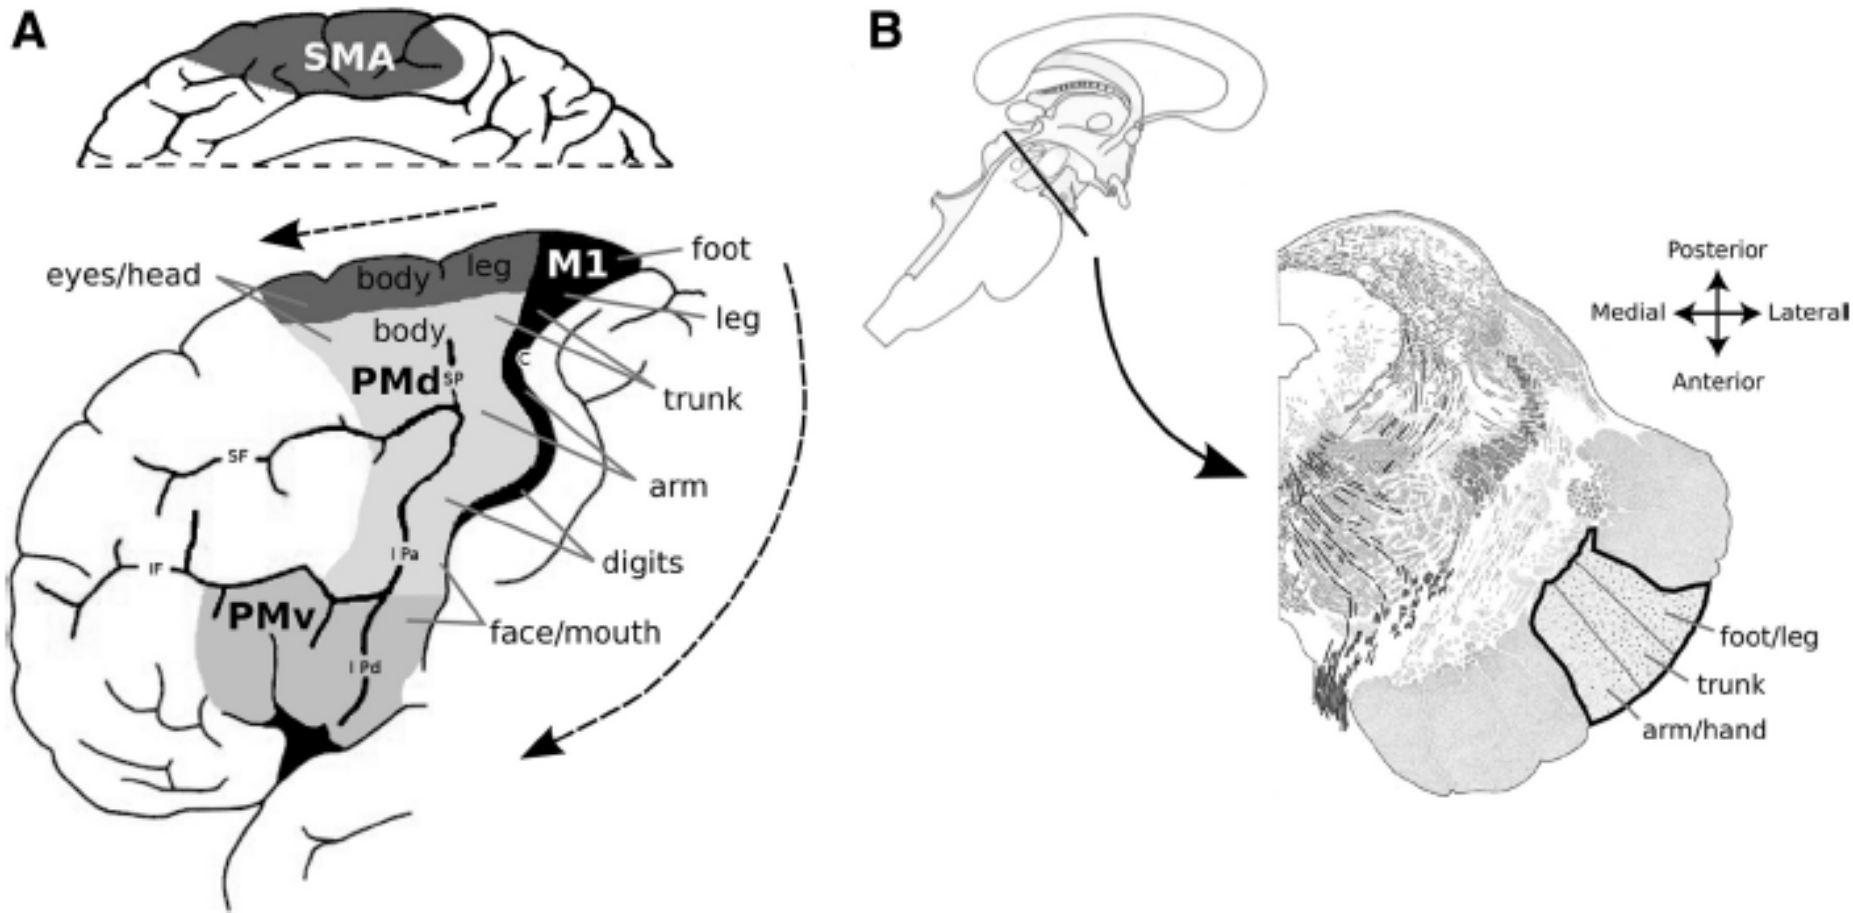 A
SMA
eyes/head
body
leg
M1
foot
leg
body
PMd
SP
C
trunk
SF
arm
I Pa
digits
IF
PMv
face/mouth
I Pd
B
Posterior
Medial
Lateral
Anterior
foot/leg
trunk
arm/hand